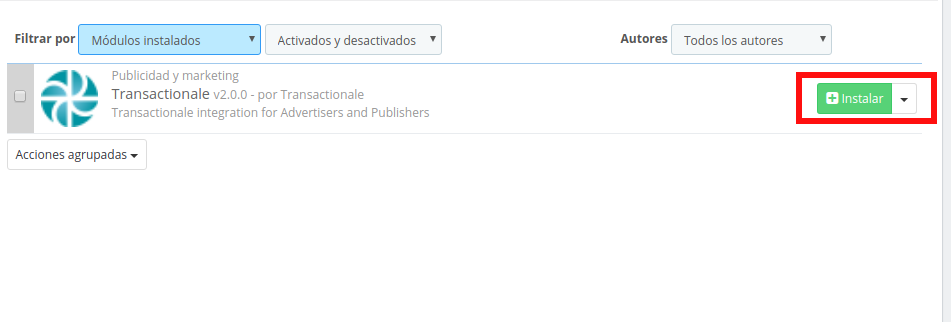 Filtrar por Módulos instalados Activados y desactivados Autores Todos los autores
Publicidad y marketing
Transactionale v2.0.0 - por Transactionale
Transactionale integration for Advertisers and Publishers
Instalar
Acciones agrupadas